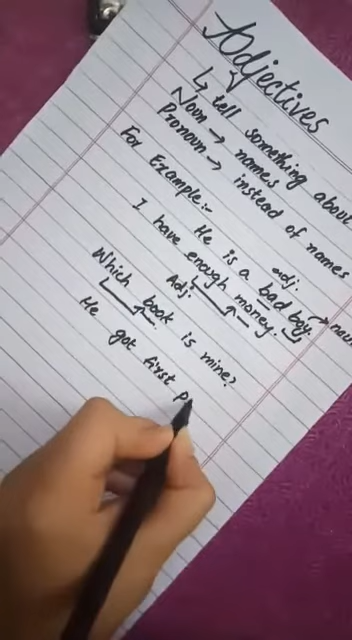 Adjectives
↳ tell something about
Noun → names
Pronoun → instead of names
For Example:-
adj.
He is a bad boy. → noun
I have enough money.
Adj.
Which book is mine?
He got first p